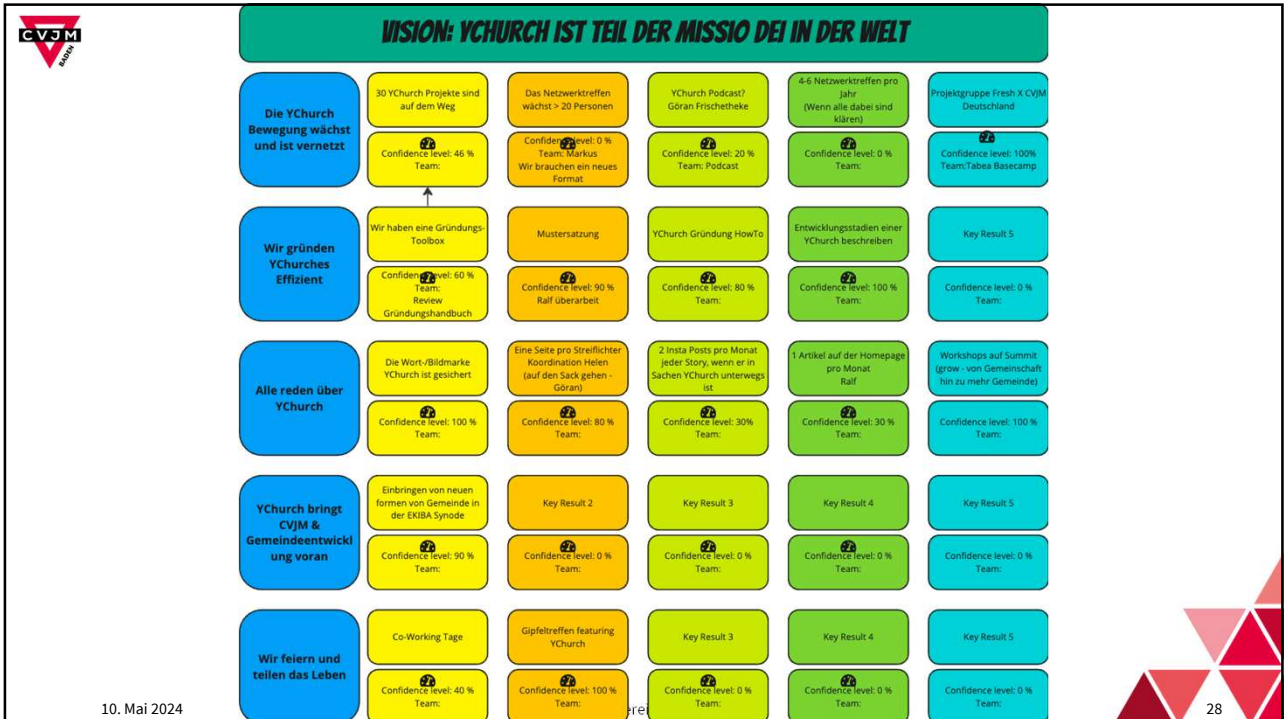 CVJM
BADEN
VISION: YCHURCH IST TEIL DER MISSIO DEI IN DER WELT
Die YChurch
Bewegung wächst
und ist vernetzt
30 YChurch Projekte sind
auf dem Weg
Confidence level: 46 %
Team:
Das Netzwerktreffen
wächst > 20 Personen
Confidence level: 0 %
Team: Markus
Wir brauchen ein neues
Format
YChurch Podcast?
Göran Frischetheke
Confidence level: 20 %
Team: Podcast
4-6 Netzwerktreffen pro
Jahr
(Wenn alle dabei sind
klären)
Confidence level: 0 %
Team:
Projektgruppe Fresh X CVJM
Deutschland
Confidence level: 100%
Team:Tabea Basecamp
Wir gründen
YChurches
Effizient
Wir haben eine Gründungs-
Toolbox
Confidence level: 60 %
Team:
Review
Gründungshandbuch
Mustersatzung
Confidence level: 90 %
Ralf überarbeit
YChurch Gründung HowTo
Confidence level: 80 %
Team:
Entwicklungsstadien einer
YChurch beschreiben
Confidence level: 100 %
Team:
Key Result 5
Confidence level: 0 %
Team:
Alle reden über
YChurch
Die Wort-/Bildmarke
YChurch ist gesichert
Confidence level: 100 %
Team:
Eine Seite pro Streiflichter
Koordination Helen
(auf den Sack gehen -
Göran)
Confidence level: 80 %
Team:
2 Insta Posts pro Monat
jeder Story, wenn er in
Sachen YChurch unterwegs
ist
Confidence level: 30%
Team:
1 Artikel auf der Homepage
pro Monat
Ralf
Confidence level: 30 %
Team:
Workshops auf Summit
(grow - von Gemeinschaft
hin zu mehr Gemeinde)
Confidence level: 100 %
Team:
YChurch bringt
CVJM &
Gemeindeentwickl
ung voran
Einbringen von neuen
formen von Gemeinde in
der EKIBA Synode
Confidence level: 90 %
Team:
Key Result 2
Confidence level: 0 %
Team:
Key Result 3
Confidence level: 0 %
Team:
Key Result 4
Confidence level: 0 %
Team:
Key Result 5
Confidence level: 0 %
Team:
Wir feiern und
teilen das Leben
Co-Working Tage
Confidence level: 40 %
Team:
Gipfeltreffen featuring
YChurch
Confidence level: 100 %
Team:
Key Result 3
Confidence level: 0 %
Team:
Key Result 4
Confidence level: 0 %
Team:
Key Result 5
Confidence level: 0 %
Team:
10. Mai 2024
28